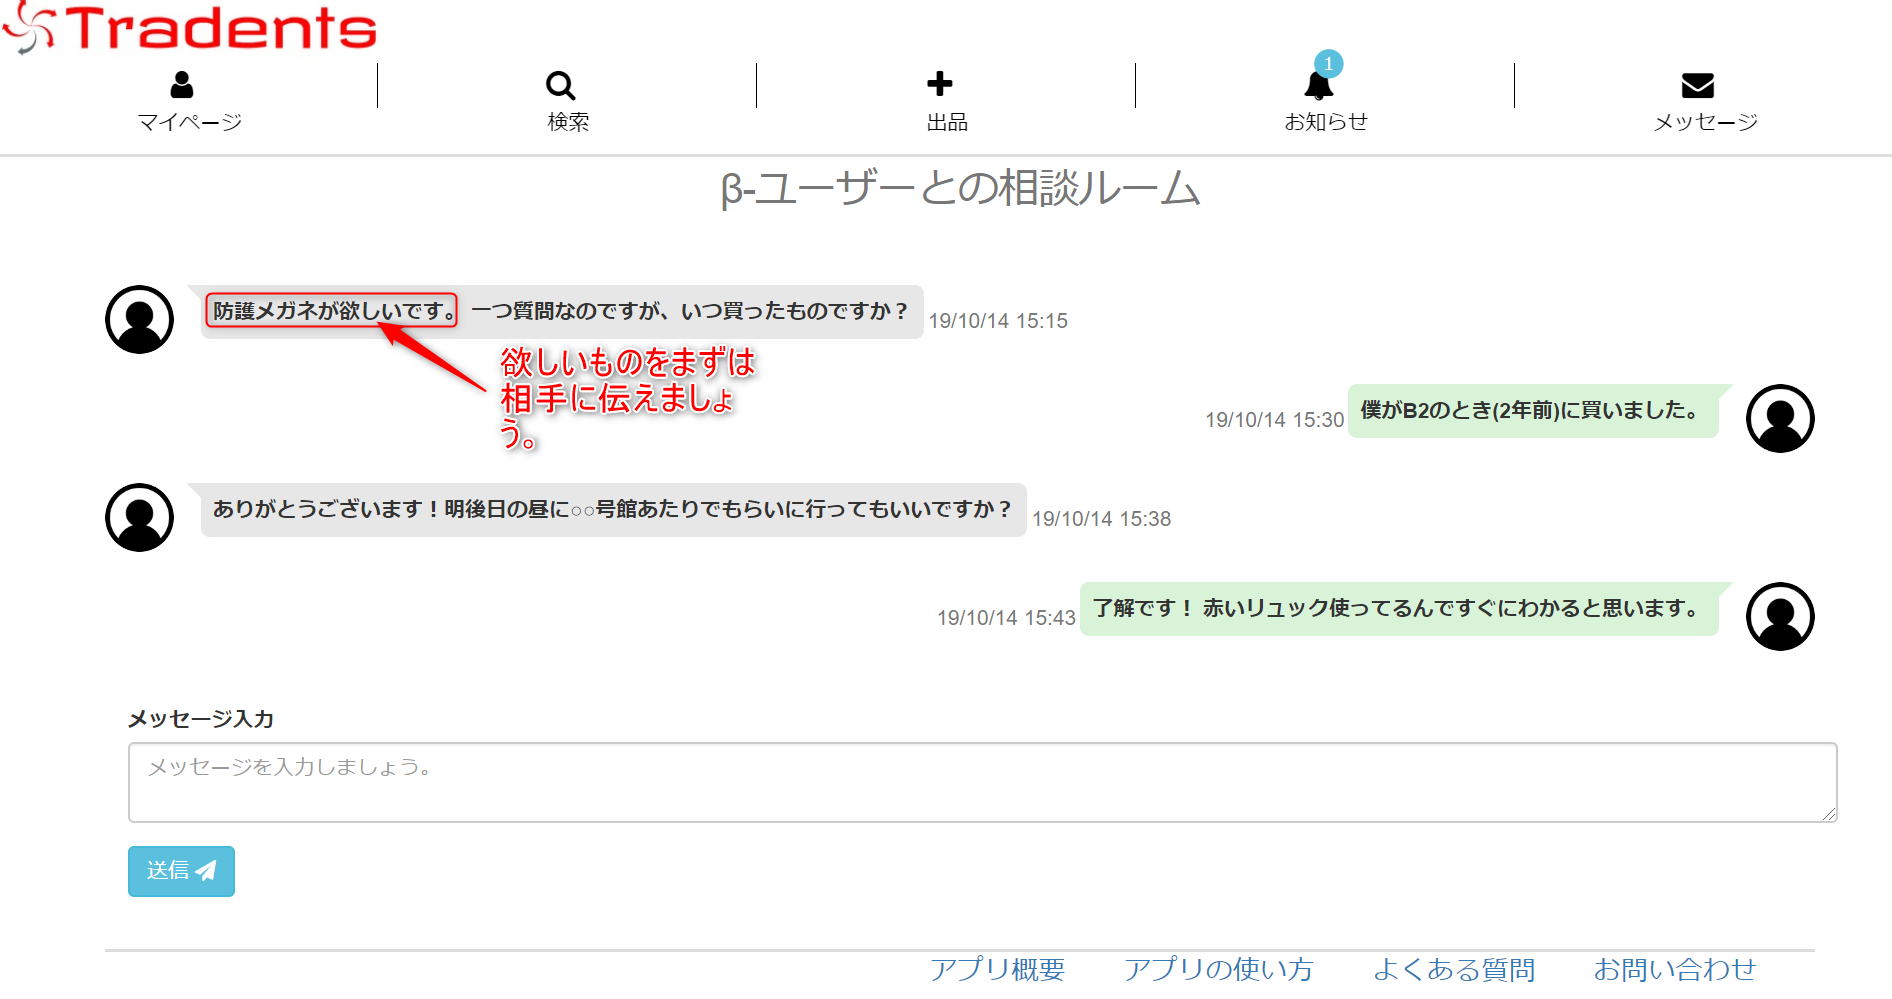 Tradents
マイページ
検索
出品
1
お知らせ
メッセージ
β-ユーザーとの相談ルーム
防護メガネが欲しいです。 一つ質問なのですが、いつ買ったものですか？
19/10/14 15:15
欲しいものをまずは
相手に伝えましょ
う。
19/10/14 15:30
僕がB2のとき(2年前)に買いました。
ありがとうございます！明後日の昼に○○号館あたりでもらいに行ってもいいですか？
19/10/14 15:38
19/10/14 15:43
了解です！ 赤いリュック使ってるんですぐにわかると思います。
メッセージ入力
メッセージを入力しましょう。
送信
アプリ概要
アプリの使い方
よくある質問
お問い合わせ